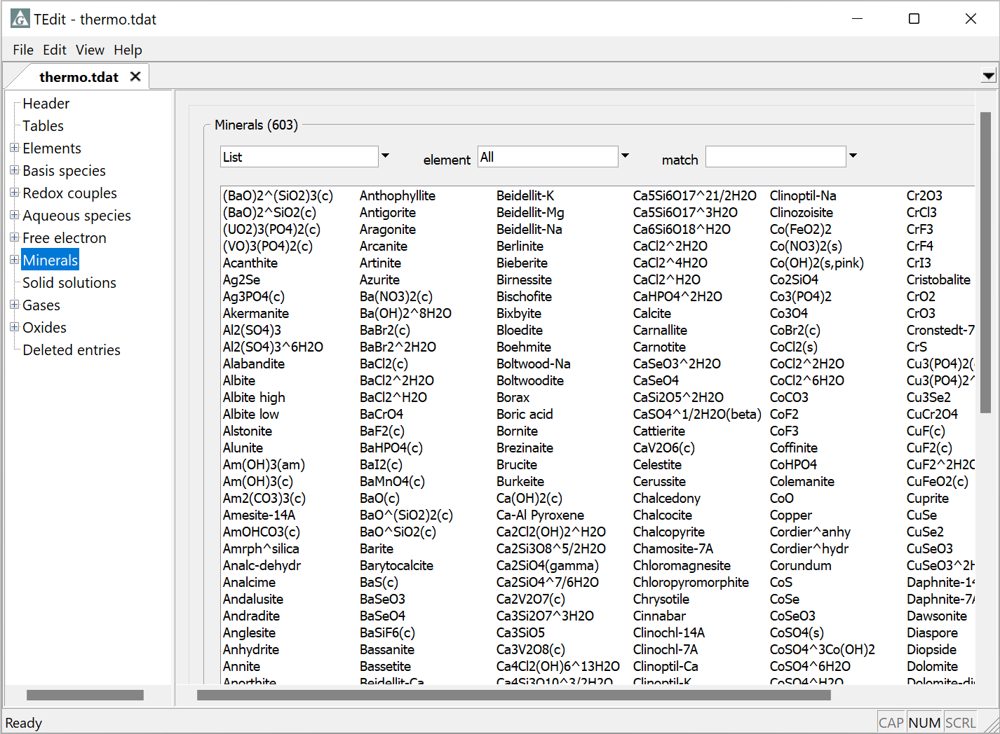 TEdit - thermo.tdat
File Edit View Help
thermo.tdat
Header
Tables
Elements
Basis species
Redox couples
Aqueous species
Free electron
Minerals
Solid solutions
Gases
Oxides
Deleted entries
Minerals (603)
List element All match
(BaO)2^(SiO2)3(c) Anthophyllite Beidellit-K Ca5Si6O17^21/2H2O Clinoptil-Na Cr2O3
(BaO)2^SiO2(c) Antigorite Beidellit-Mg Ca5Si6O17^3H2O Clinozoisite CrCl3
(UO2)3(PO4)2(c) Aragonite Beidellit-Na Ca6Si6O18^H2O Co(FeO2)2 CrF3
(VO)3(PO4)2(c) Arcanite Berlinite CaCl2^2H2O Co(NO3)2(s) CrF4
Acanthite Artinite Bieberite CaCl2^4H2O Co(OH)2(s,pink) CrI3
Ag2Se Azurite Birnessite CaCl2^H2O Co2SiO4 Cristobalite
Ag3PO4(c) Ba(NO3)2(c) Bischofite CaHPO4^2H2O Co3(PO4)2 CrO2
Akermanite Ba(OH)2^8H2O Bixbyite Calcite Co3O4 CrO3
Al2(SO4)3 BaBr2(c) Bloedite Carnallite CoBr2(c) Cronstedt-7
Al2(SO4)3^6H2O BaBr2^2H2O Boehmite Carnotite CoCl2(s) CrS
Alabandite BaCl2(c) Boltwood-Na CaSeO3^2H2O CoCl2^2H2O Cu3(PO4)2(
Albite BaCl2^2H2O Boltwoodite CaSeO4 CoCl2^6H2O Cu3(PO4)2^
Albite high BaCl2^H2O Borax CaSi2O5^2H2O CoCO3 Cu3Se2
Albite low BaCrO4 Boric acid CaSO4^1/2H2O(beta) CoF2 CuCr2O4
Alstonite BaF2(c) Bornite Cattierite CoF3 CuF(c)
Alunite BaHPO4(c) Brezinaite CaV2O6(c) Coffinite CuF2(c)
Am(OH)3(am) BaI2(c) Brucite Celestite CoHPO4 CuF2^2H2O
Am(OH)3(c) BaMnO4(c) Burkeite Cerussite Colemanite CuFeO2(c)
Am2(CO3)3(c) BaO(c) Ca(OH)2(c) Chalcedony CoO Cuprite
Amesite-14A BaO^(SiO2)2(c) Ca-Al Pyroxene Chalcocite Copper CuSe
AmOHCO3(c) BaO^SiO2(c) Ca2Cl2(OH)2^H2O Chalcopyrite Cordier^anhy CuSe2
Amrph^silica Barite Ca2Si3O8^5/2H2O Chamosite-7A Cordier^hydr CuSeO3
Analc-dehydr Barytocalcite Ca2SiO4(gamma) Chloromagnesite Corundum CuSeO3^2H
Analcime BaS(c) Ca2SiO4^7/6H2O Chloropyromorphite CoS Daphnite-14
Andalusite BaSeO3 Ca2V2O7(c) Chrysotile CoSe Daphnite-7A
Andradite BaSeO4 Ca3Si2O7^3H2O Cinnabar CoSeO3 Dawsonite
Anglesite BaSiF6(c) Ca3SiO5 Clinochl-14A CoSO4(s) Diaspore
Anhydrite Bassanite Ca3V2O8(c) Clinochl-7A CoSO4^3Co(OH)2 Diopside
Annite Bassetite Ca4Cl2(OH)6^13H2O Clinoptil-Ca CoSO4^6H2O Dolomite
Anorthite Beidellit-Ca Ca4Si3O10^3/2H2O Clinoptil-K CoSO4^H2O Dolomite-di
Ready CAP NUM SCRL